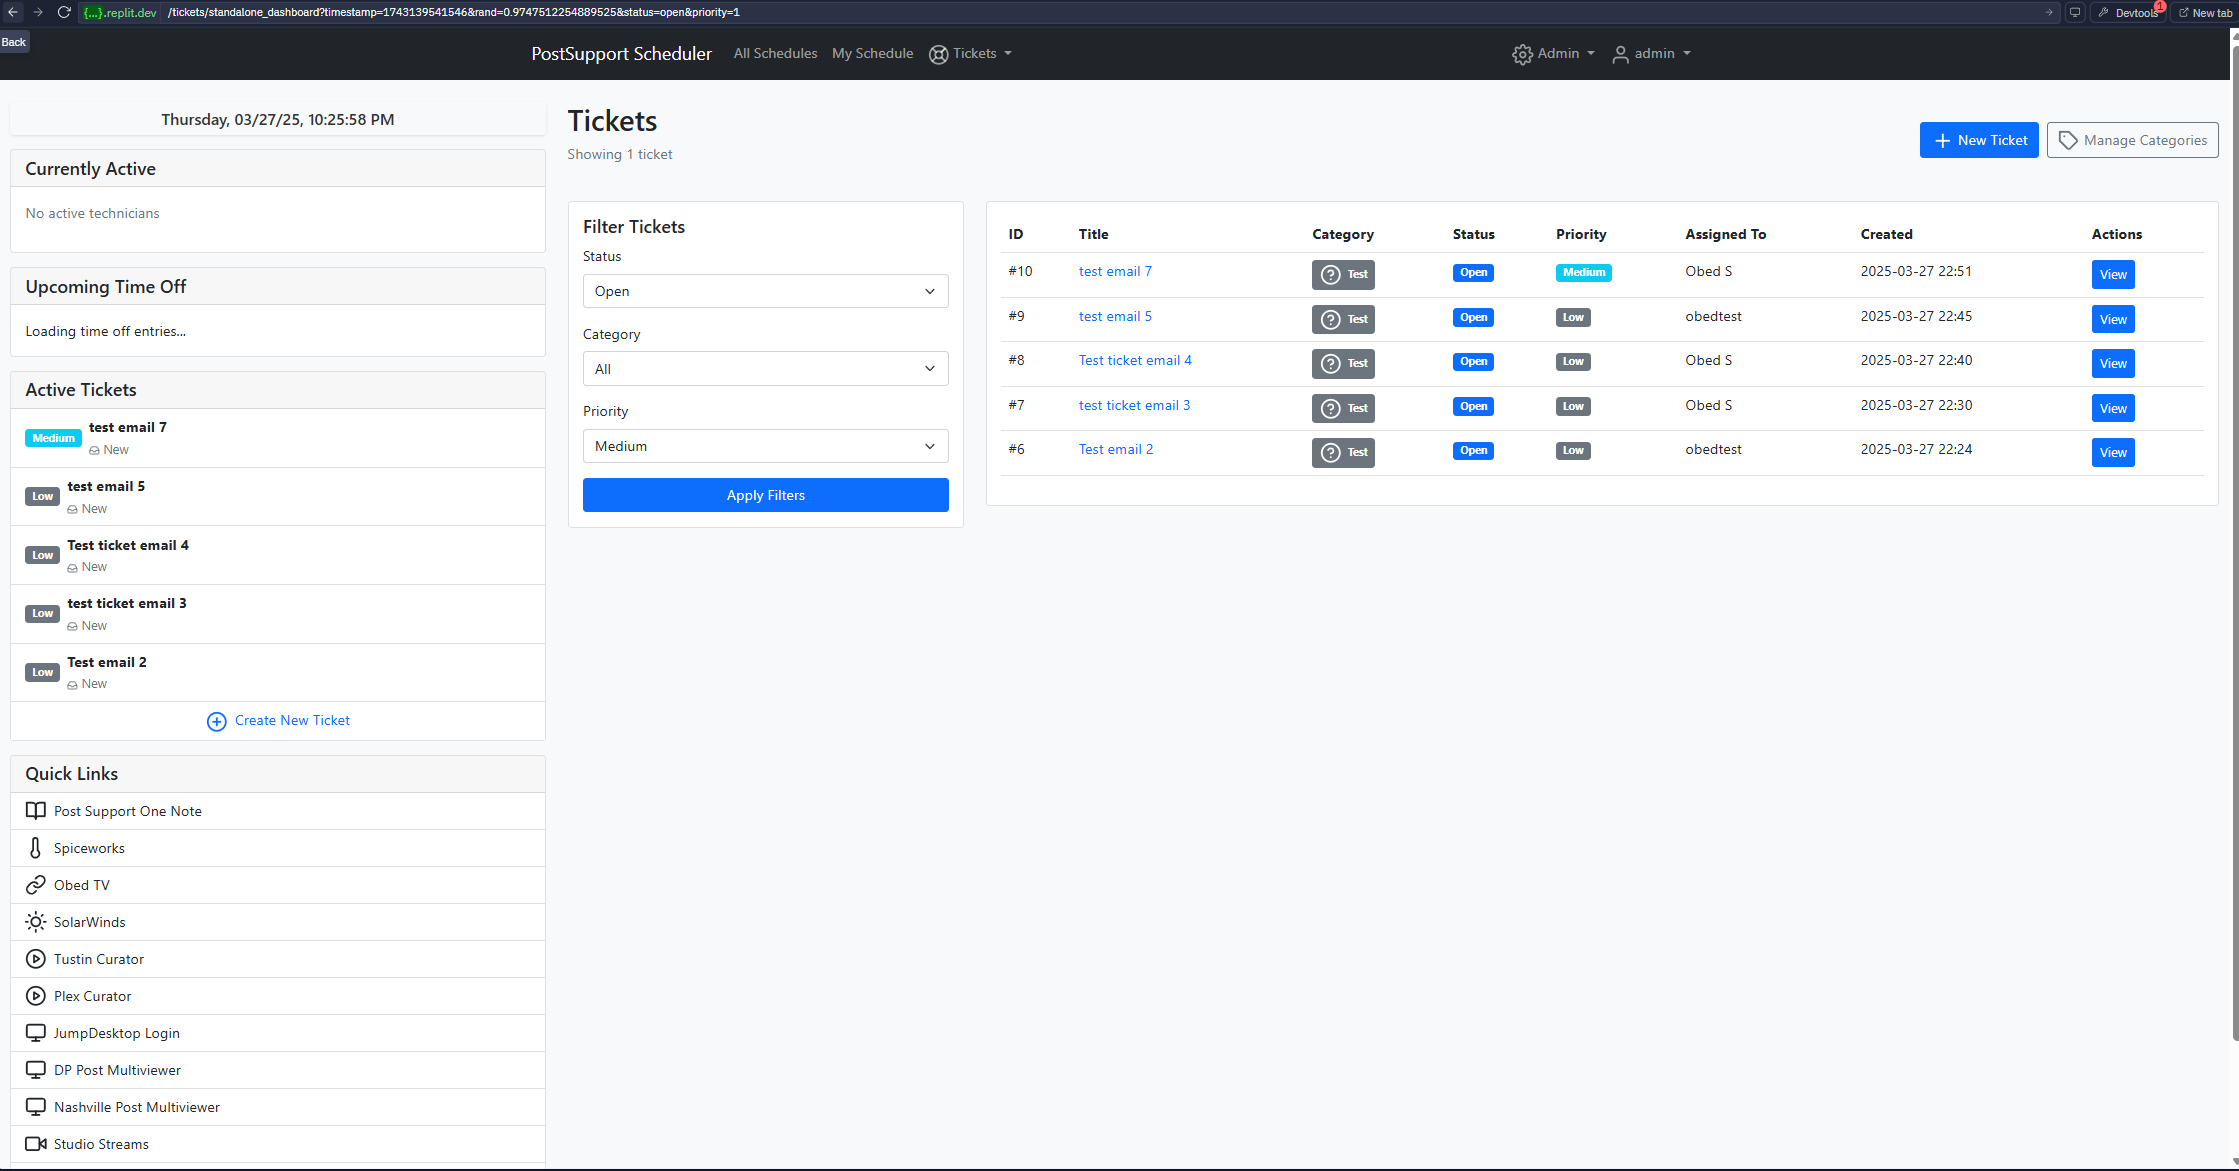 {...}.replit.dev /tickets/standalone_dashboard?timestamp=1743139541546&rand=0.9747512254889525&status=open&priority=1 Devtools 1 New tab
Back
PostSupport Scheduler All Schedules My Schedule Tickets Admin admin
Thursday, 03/27/25, 10:25:58 PM
Currently Active
No active technicians
Upcoming Time Off
Loading time off entries...
Active Tickets
Medium test email 7
New
Low test email 5
New
Low Test ticket email 4
New
Low test ticket email 3
New
Low Test email 2
New
Create New Ticket
Quick Links
Post Support One Note
Spiceworks
Obed TV
SolarWinds
Tustin Curator
Plex Curator
JumpDesktop Login
DP Post Multiviewer
Nashville Post Multiviewer
Studio Streams
Tickets
Showing 1 ticket
New Ticket Manage Categories
Filter Tickets
Status
Open
Category
All
Priority
Medium
Apply Filters
ID Title Category Status Priority Assigned To Created Actions
#10 test email 7 Test Open Medium Obed S 2025-03-27 22:51 View
#9 test email 5 Test Open Low obedtest 2025-03-27 22:45 View
#8 Test ticket email 4 Test Open Low Obed S 2025-03-27 22:40 View
#7 test ticket email 3 Test Open Low Obed S 2025-03-27 22:30 View
#6 Test email 2 Test Open Low obedtest 2025-03-27 22:24 View